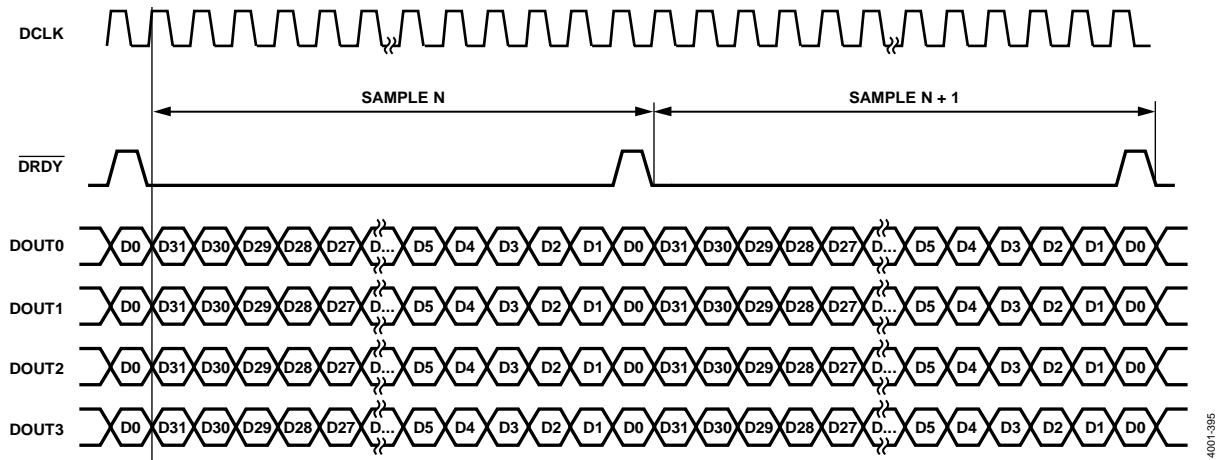 DCLK
SAMPLE N SAMPLE N + 1
DRDY
DOUT0 D0 D31 D30 D29 D28 D27 D... D5 D4 D3 D2 D1 D0 D31 D30 D29 D28 D27 D... D5 D4 D3 D2 D1 D0
DOUT1 D0 D31 D30 D29 D28 D27 D... D5 D4 D3 D2 D1 D0 D31 D30 D29 D28 D27 D... D5 D4 D3 D2 D1 D0
DOUT2 D0 D31 D30 D29 D28 D27 D... D5 D4 D3 D2 D1 D0 D31 D30 D29 D28 D27 D... D5 D4 D3 D2 D1 D0
DOUT3 D0 D31 D30 D29 D28 D27 D... D5 D4 D3 D2 D1 D0 D31 D30 D29 D28 D27 D... D5 D4 D3 D2 D1 D0
4001-395